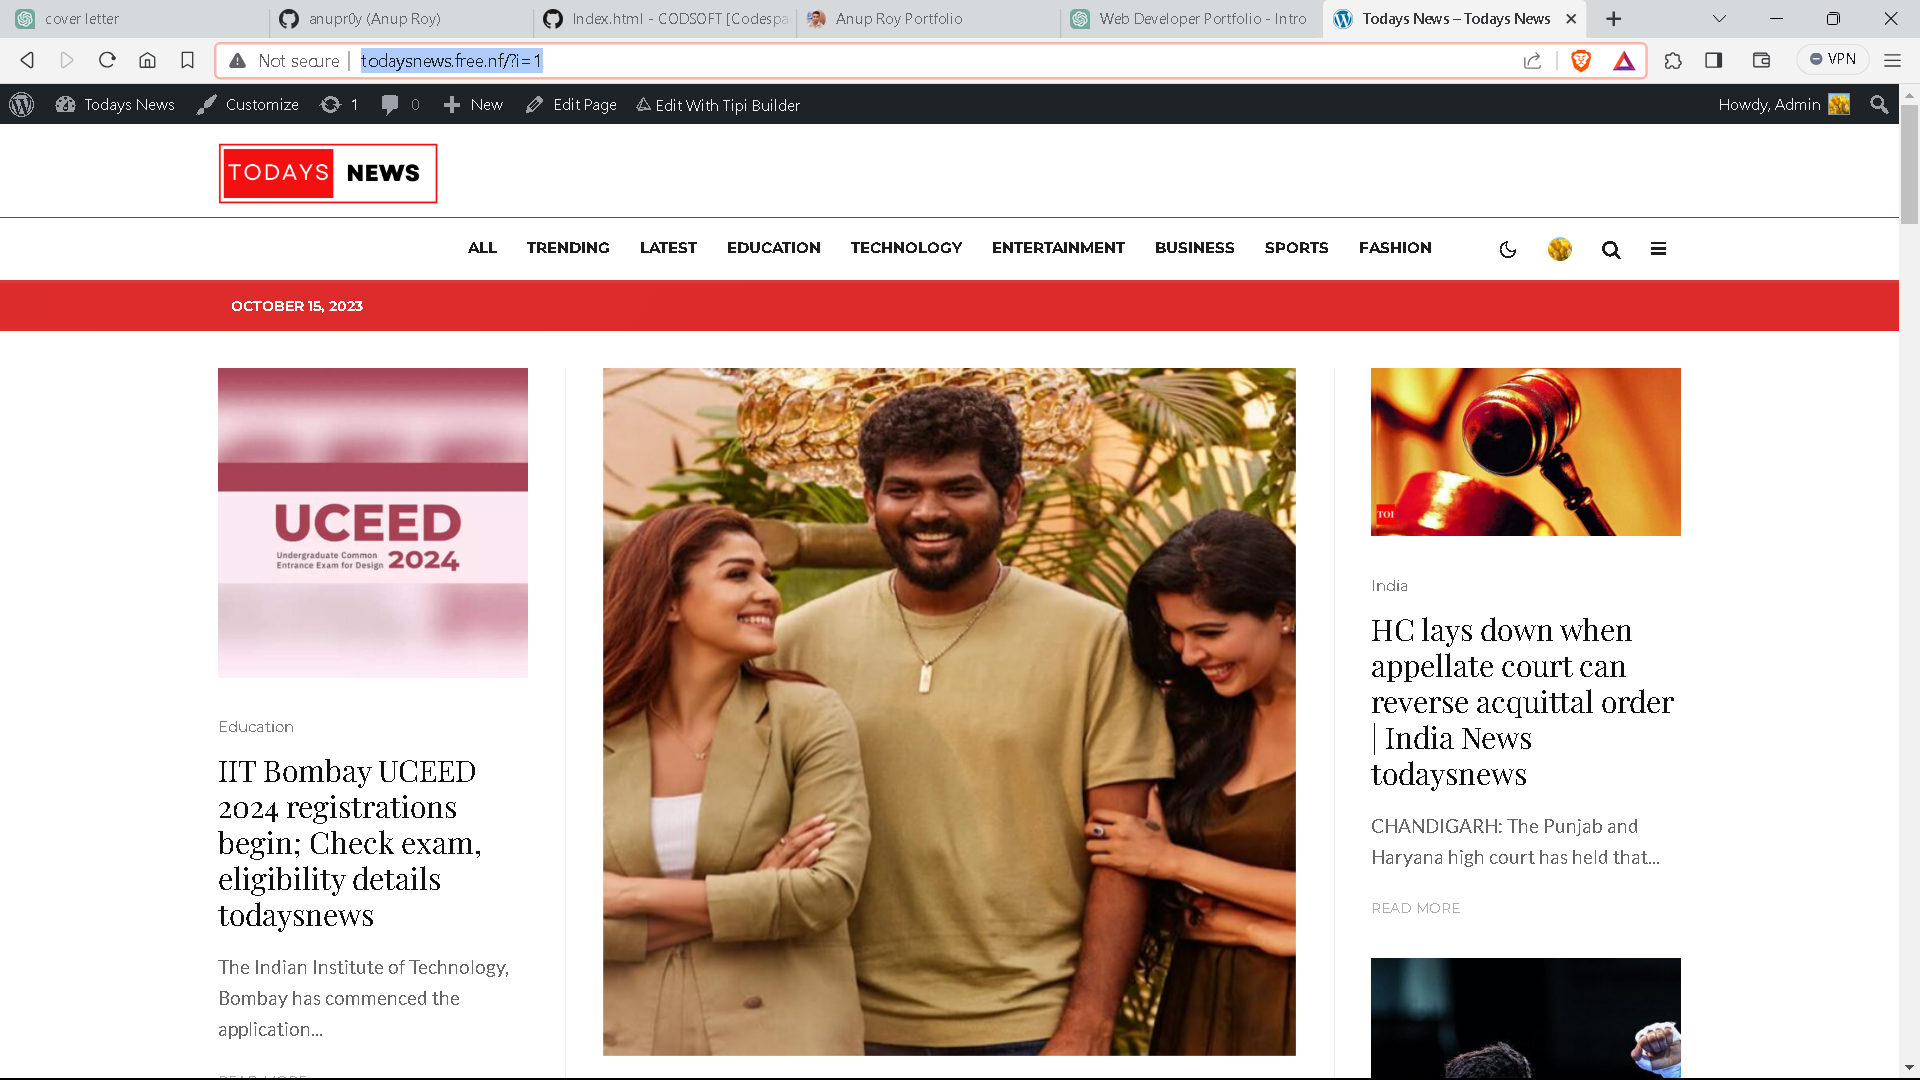 cover letter
anupr0y (Anup Roy)
Index.html - CODSOFT [Codespa
Anup Roy Portfolio
Web Developer Portfolio - Intro
Todays News – Todays News
Not secure
todaysnews.free.nf/?i=1
VPN
Todays News
Customize
1
0
New
Edit Page
Edit With Tipi Builder
Howdy, Admin
TODAYS NEWS
ALL
TRENDING
LATEST
EDUCATION
TECHNOLOGY
ENTERTAINMENT
BUSINESS
SPORTS
FASHION
OCTOBER 15, 2023
UCEED
Undergraduate Common
Entrance Exam for Design 2024
Education
IIT Bombay UCEED
2024 registrations
begin; Check exam,
eligibility details
todaysnews
The Indian Institute of Technology,
Bombay has commenced the
application...
READ MORE
TOI
India
HC lays down when
appellate court can
reverse acquittal order
| India News
todaysnews
CHANDIGARH: The Punjab and
Haryana high court has held that...
READ MORE